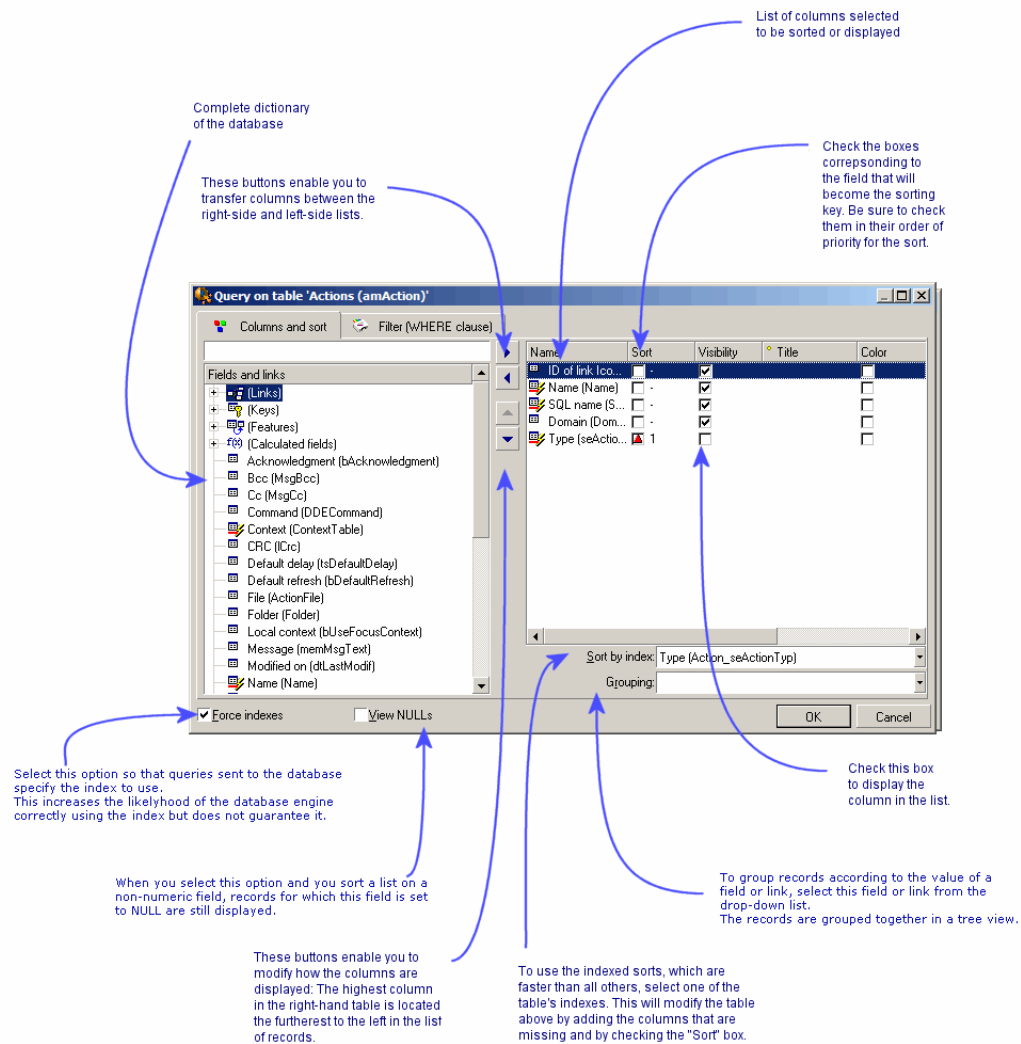 List of columns selected
to be sorted or displayed
Complete dictionary
of the database
Check the boxes
correpsonding to
the field that will
become the sorting
key. Be sure to check
them in their order of
priority for the sort.
These buttons enable you to
transfer columns between the
right-side and left-side lists.
Query on table 'Actions (amAction)'
Columns and sort
Filter (WHERE clause)
Fields and links
(Links)
(Keys)
(Features)
f(x) (Calculated fields)
Acknowledgment (bAcknowledgment)
Bcc (MsgBcc)
Cc (MsgCc)
Command (DDECommand)
Context (ContextTable)
CRC (lCrc)
Default delay (tsDefaultDelay)
Default refresh (bDefaultRefresh)
File (ActionFile)
Folder (Folder)
Local context (bUseFocusContext)
Message (memMsgText)
Modified on (dtLastModif)
Name (Name)
Name Sort Visibility * Title Color
ID of link Ico... -
Name (Name) -
SQL name (S... -
Domain (Dom... -
Type (seActio... 1
Sort by index: Type (Action_seActionTyp)
Grouping:
Force indexes
View NULLs
OK
Cancel
Select this option so that queries sent to the database
specify the index to use.
This increases the likelyhood of the database engine
correctly using the index but does not guarantee it.
Check this box
to display the
column in the list.
When you select this option and you sort a list on a
non-numeric field, records for which this field is set
to NULL are still displayed.
To group records according to the value of a
field or link, select this field or link from the
drop-down list.
The records are grouped together in a tree view.
These buttons enable you to
modify how the columns are
displayed: The highest column
in the right-hand table is located
the furtherest to the left in the list
of records.
To use the indexed sorts, which are
faster than all others, select one of the
table's indexes. This will modify the table
above by adding the columns that are
missing and by checking the "Sort" box.